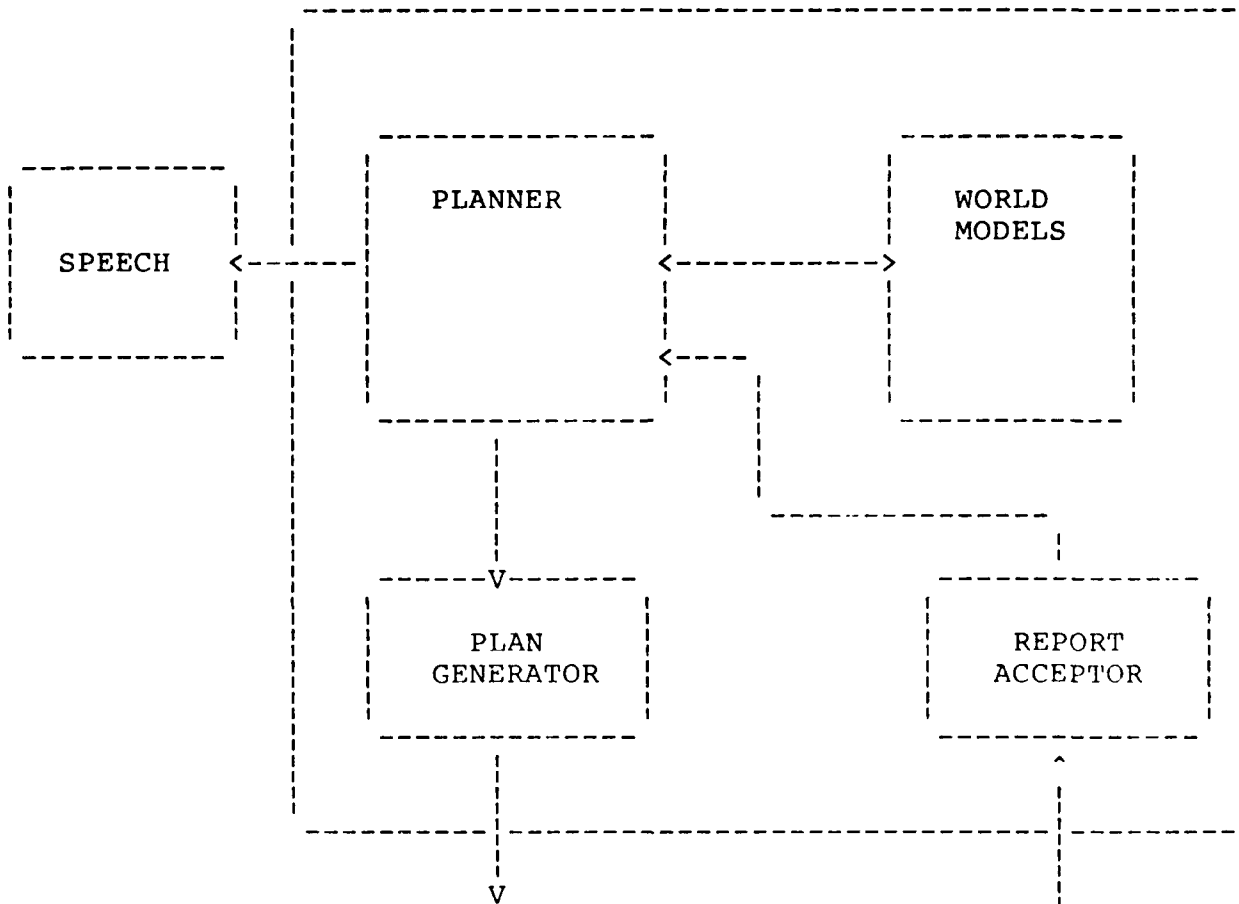 PLANNER
WORLD
MODELS
SPEECH
PLAN
GENERATOR
REPORT
ACCEPTOR